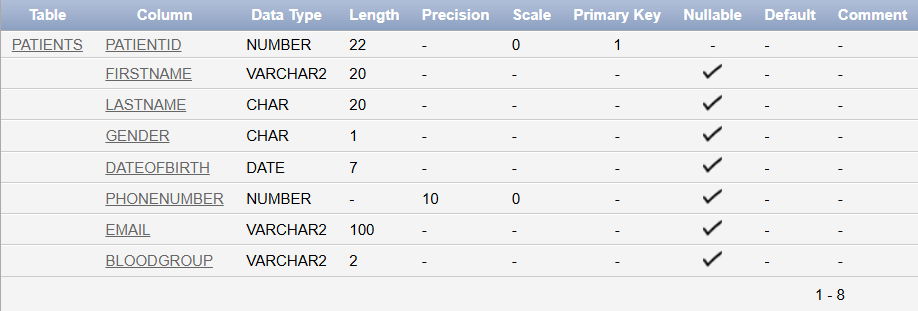 Table Column Data Type Length Precision Scale Primary Key Nullable Default Comment
PATIENTS PATIENTID NUMBER 22 - 0 1 - - -
FIRSTNAME VARCHAR2 20 - - - ✓ - -
LASTNAME CHAR 20 - - - ✓ - -
GENDER CHAR 1 - - - ✓ - -
DATEOFBIRTH DATE 7 - - - ✓ - -
PHONENUMBER NUMBER - 10 0 - ✓ - -
EMAIL VARCHAR2 100 - - - ✓ - -
BLOODGROUP VARCHAR2 2 - - - ✓ - -
1 - 8